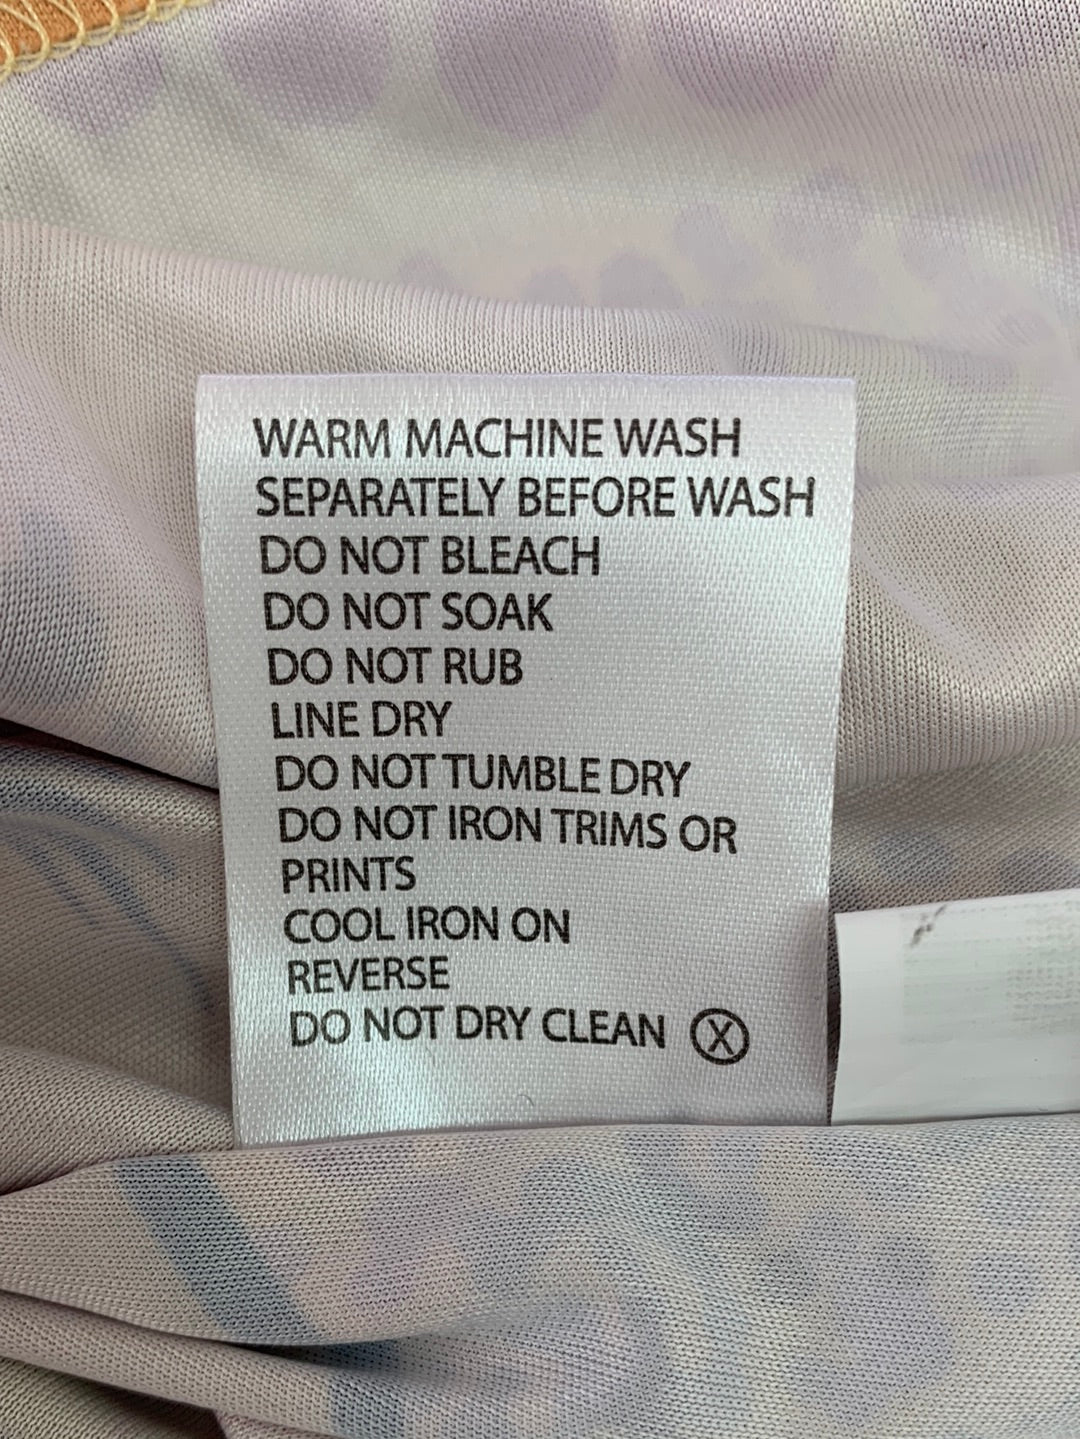 WARM MACHINE WASH
SEPARATELY BEFORE WASH
DO NOT BLEACH
DO NOT SOAK
DO NOT RUB
LINE DRY
DO NOT TUMBLE DRY
DO NOT IRON TRIMS OR
PRINTS
COOL IRON ON
REVERSE
DO NOT DRY CLEAN Ⓧ